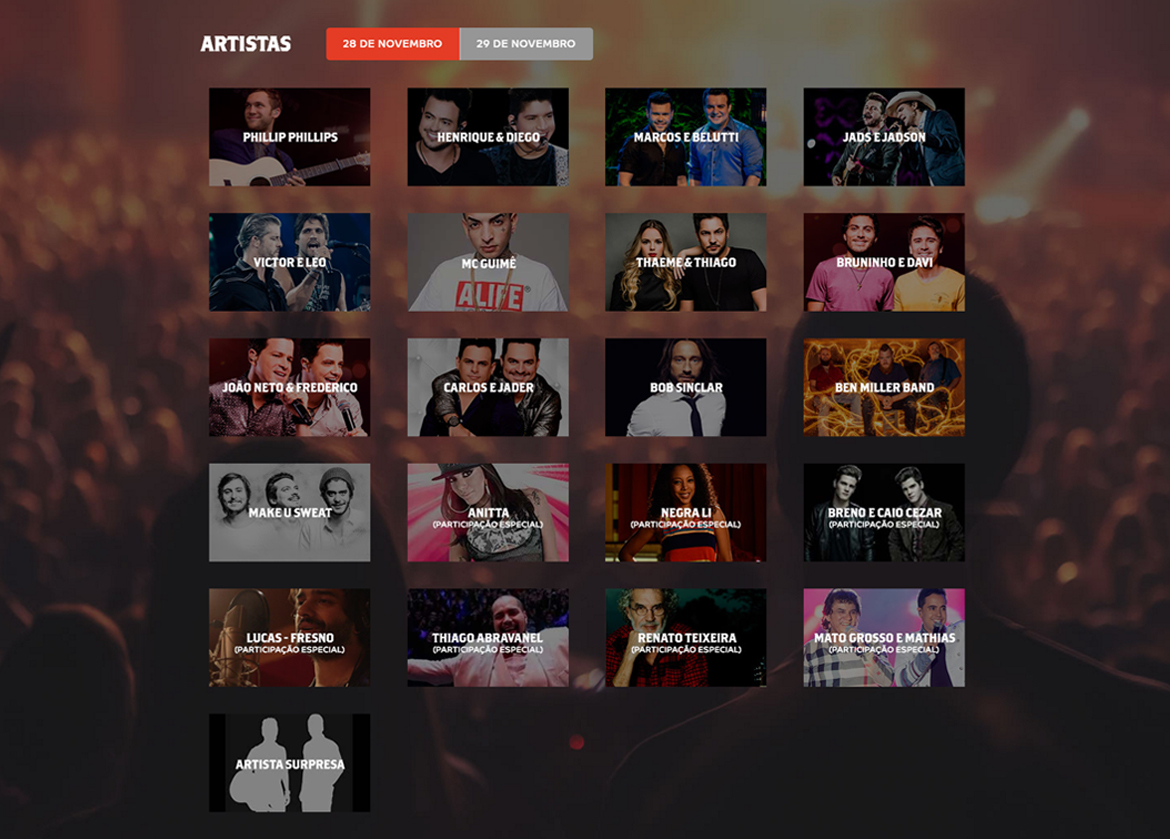 ARTISTAS
28 DE NOVEMBRO
29 DE NOVEMBRO
PHILLIP PHILLIPS
HENRIQUE & DIEGO
MARCOS E BELUTTI
JADS E JADSON
VICTOR E LEO
MC GUIMÊ
ALIFE®
THAEME & THIAGO
BRUNINHO E DAVI
JOÃO NETO & FREDERICO
CARLOS E JADER
BOB SINCLAR
BEN MILLER BAND
MAKE U SWEAT
ANITTA
(PARTICIPAÇÃO ESPECIAL)
NEGRA LI
(PARTICIPAÇÃO ESPECIAL)
BRENO E CAIO CEZAR
(PARTICIPAÇÃO ESPECIAL)
LUCAS - FRESNO
(PARTICIPAÇÃO ESPECIAL)
THIAGO ABRAVANEL
(PARTICIPAÇÃO ESPECIAL)
RENATO TEIXEIRA
(PARTICIPAÇÃO ESPECIAL)
MATO GROSSO E MATHIAS
(PARTICIPAÇÃO ESPECIAL)
ARTISTA SURPRESA